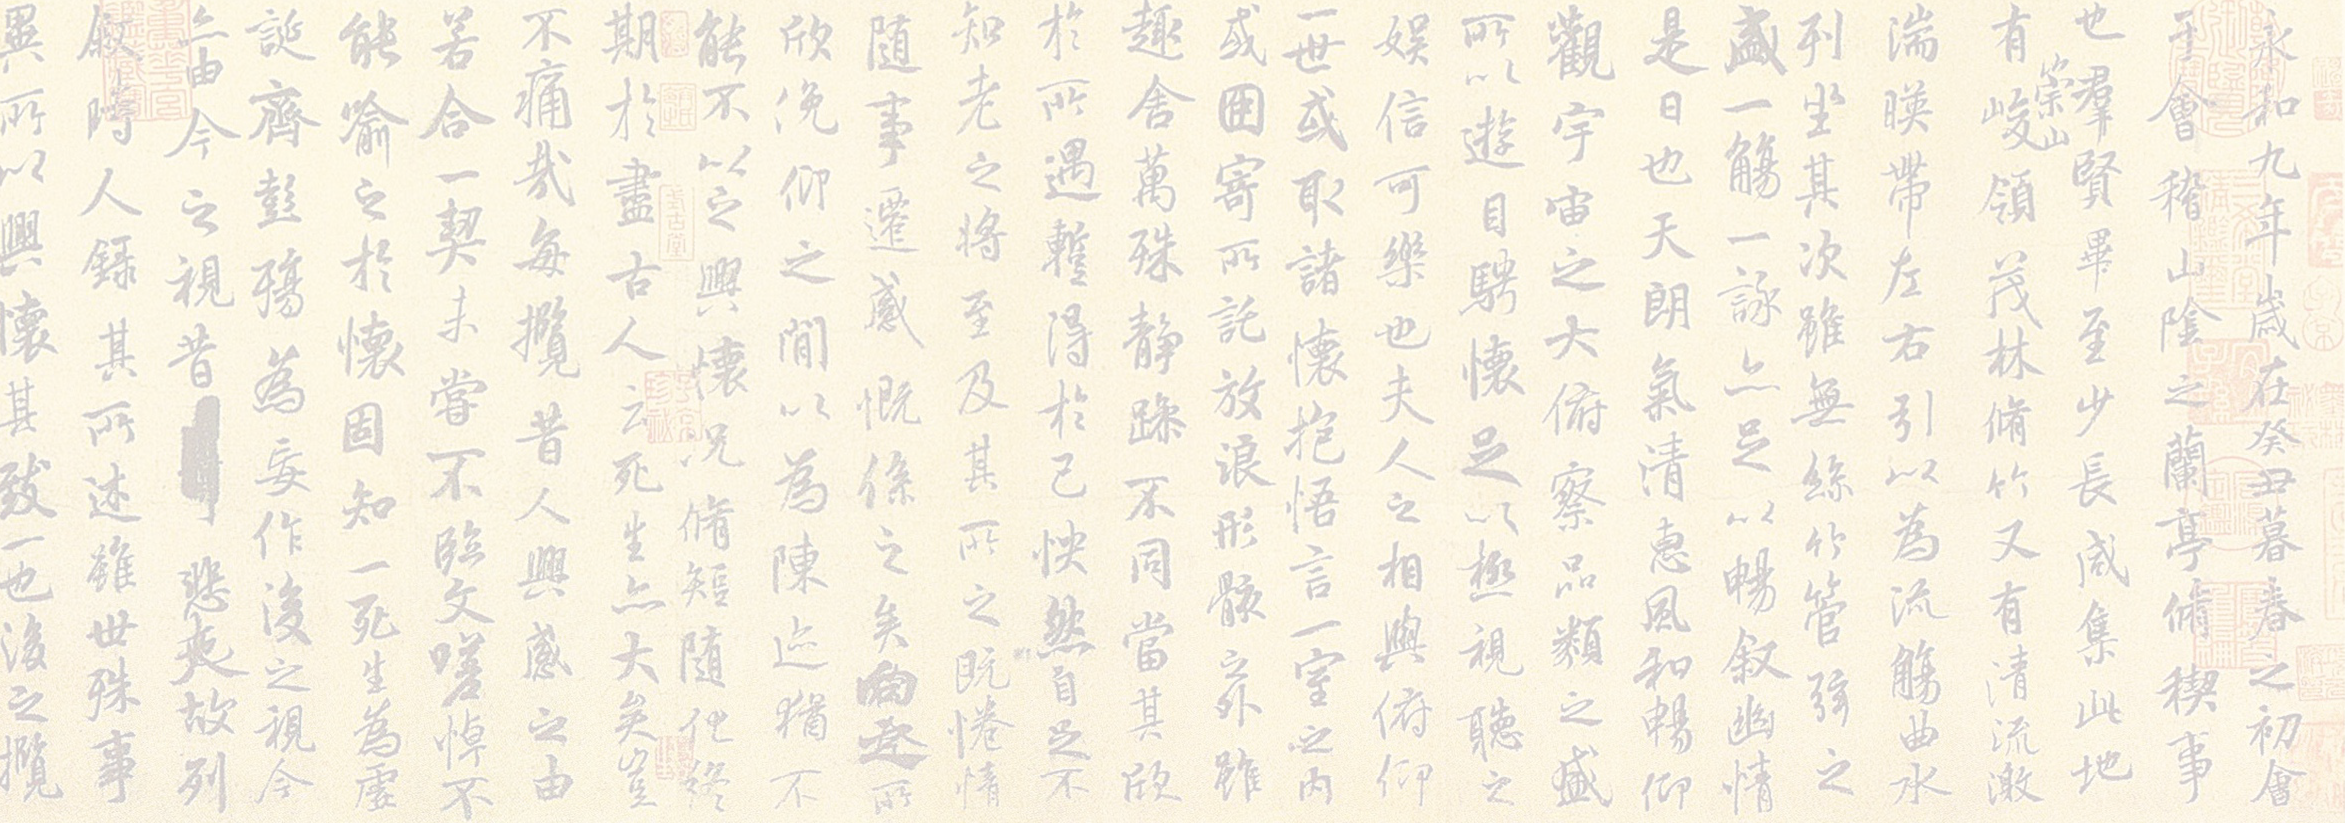 永和九年歲在癸丑暮春之初會
于會稽山陰之蘭亭脩稧事
也羣賢畢至少長咸集此地
有崇山峻領茂林脩竹又有清流激
湍暎帶左右引以為流觴曲水
列坐其次雖無絲竹管弦之
盛一觴一詠亦足以暢敘幽情
是日也天朗氣清惠風和暢仰
觀宇宙之大俯察品類之盛
所以遊目騁懷足以極視聽之
娛信可樂也夫人之相與俯仰
一世或取諸懷抱悟言一室之內
或因寄所託放浪形骸之外雖
趣舍萬殊静躁不同當其欣
於所遇蹔得於己怏然自足不
知老之將至及其所之既惓情
隨事遷感慨係之矣向之所
欣俛仰之閒以為陳迹猶不
能不以之興懷況脩短隨化終
期於盡古人云死生亦大矣豈
不痛哉每攬昔人興感之由
若合一契未嘗不臨文嗟悼不
能喻之於懷固知一死生為虛
誕齊彭殤為妄作後之視今
亦由今之視昔悲夫故列
敘時人錄其所述雖世殊事
異所以興懷其致一也後之攬